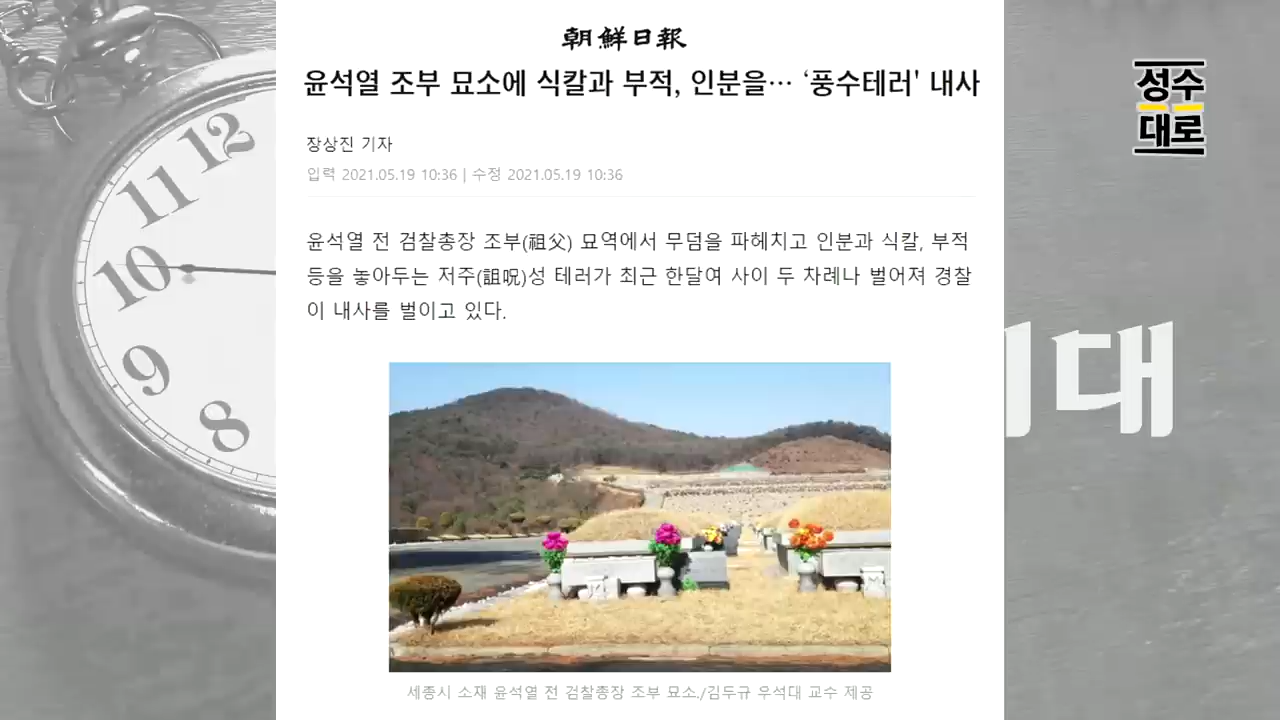 朝鮮日報
윤석열 조부 묘소에 식칼과 부적, 인분을… ‘풍수테러' 내사
성수
대로
장상진 기자
입력 2021.05.19 10:36 | 수정 2021.05.19 10:36
윤석열 전 검찰총장 조부(祖父) 묘역에서 무덤을 파헤치고 인분과 식칼, 부적
등을 놓아두는 저주(詛呪)성 테러가 최근 한달여 사이 두 차례나 벌어져 경찰
이 내사를 벌이고 있다.
12
11
10
9
8
대
세종시 소재 윤석열 전 검찰총장 조부 묘소./김두규 우석대 교수 제공